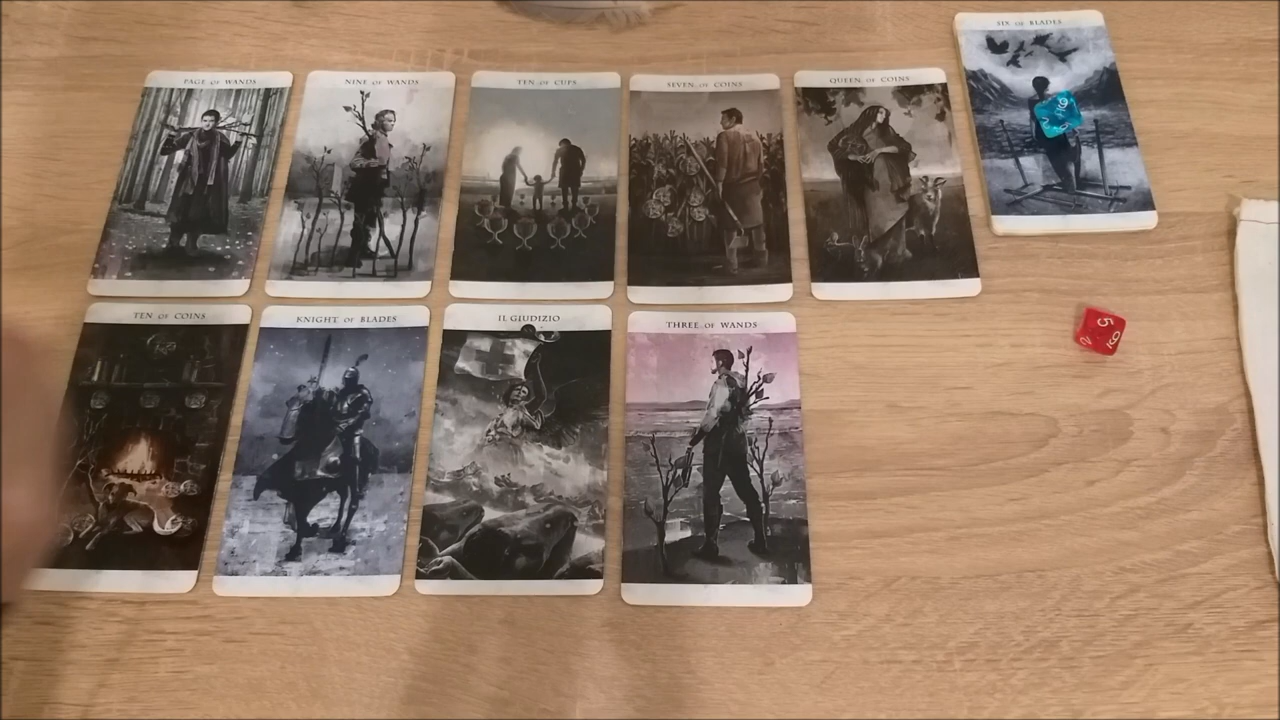 PAGE OF WANDS
NINE OF WANDS
TEN OF CUPS
SEVEN OF COINS
QUEEN OF COINS
SIX OF BLADES
TEN OF COINS
KNIGHT OF BLADES
IL GIUDIZIO
THREE OF WANDS
5